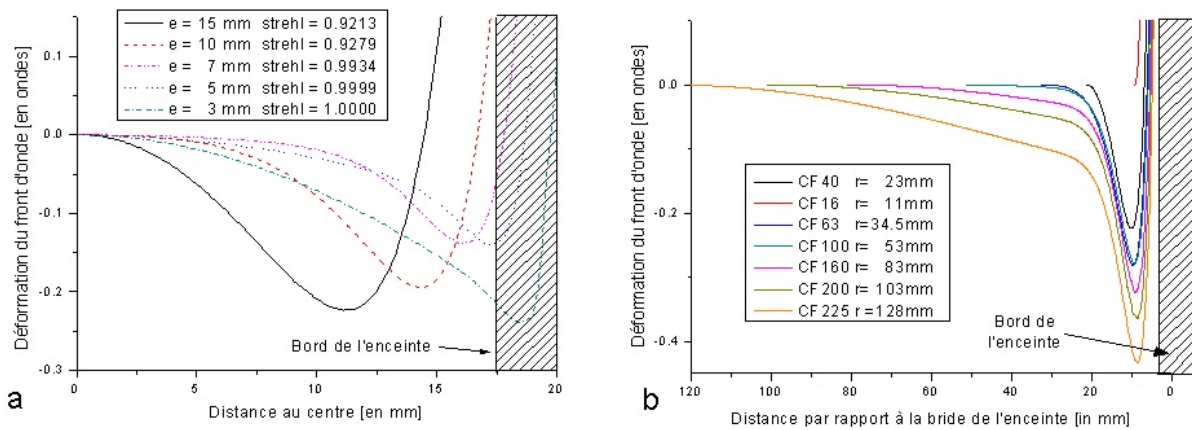 e = 15 mm strehl = 0.9213
e = 10 mm strehl = 0.9279
e = 7 mm strehl = 0.9934
e = 5 mm strehl = 0.9999
e = 3 mm strehl = 1.0000
0.1
0.0
-0.1
-0.2
-0.3
Déformation du front d'onde [en ondes]
Bord de l'enceinte
0
5
10
15
20
Distance au centre [en mm]
a
0.0
-0.2
-0.4
Déformation du front d'onde [en ondes]
CF 40 r= 23mm
CF 16 r= 11mm
CF 63 r=34.5mm
CF 100 r= 53mm
CF 160 r= 83mm
CF 200 r= 103mm
CF 225 r=128mm
Bord de
l'enceinte
120
100
80
60
40
20
0
Distance par rapport à la bride de l'enceinte [in mm]
b